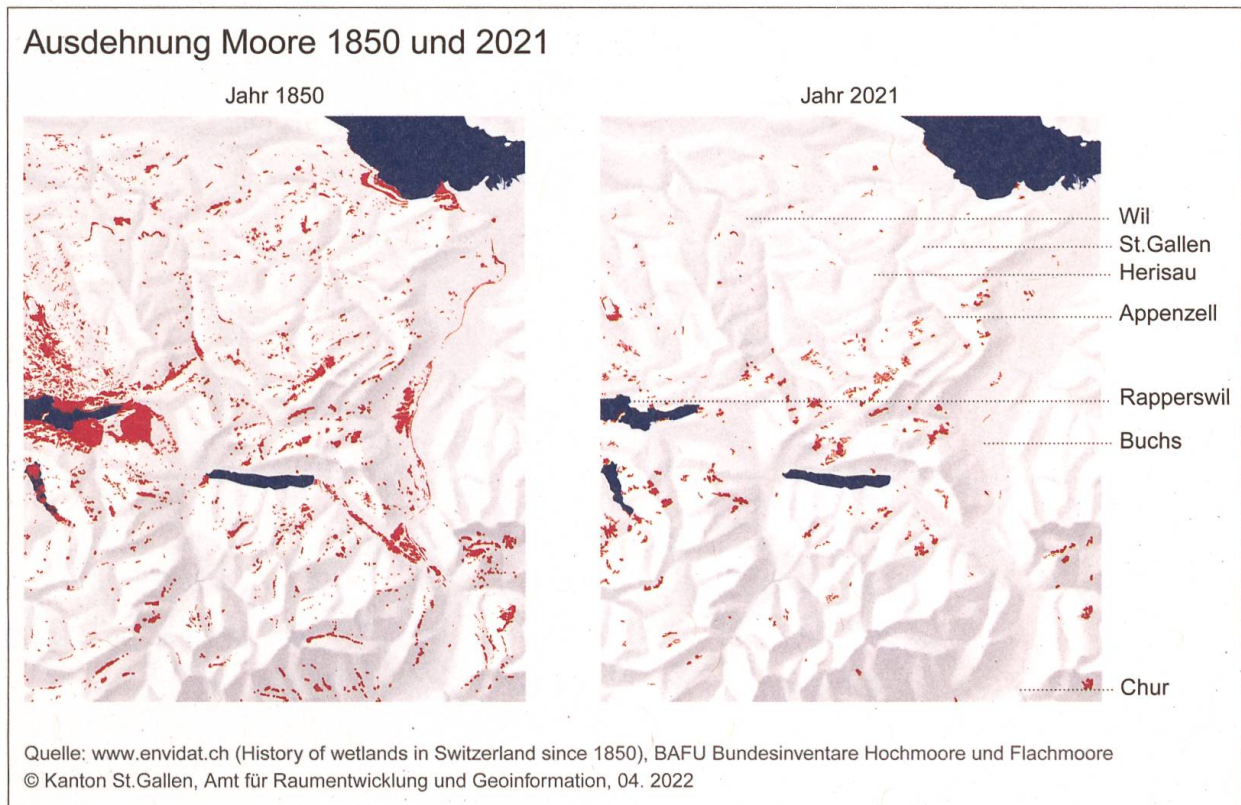 Ausdehnung Moore 1850 und 2021
Jahr 1850
Jahr 2021
Wil
St.Gallen
Herisau
Appenzell
Rapperswil
Buchs
Chur
Quelle: www.envidat.ch (History of wetlands in Switzerland since 1850), BAFU Bundesinventare Hochmoore und Flachmoore
© Kanton St.Gallen, Amt für Raumentwicklung und Geoinformation, 04. 2022